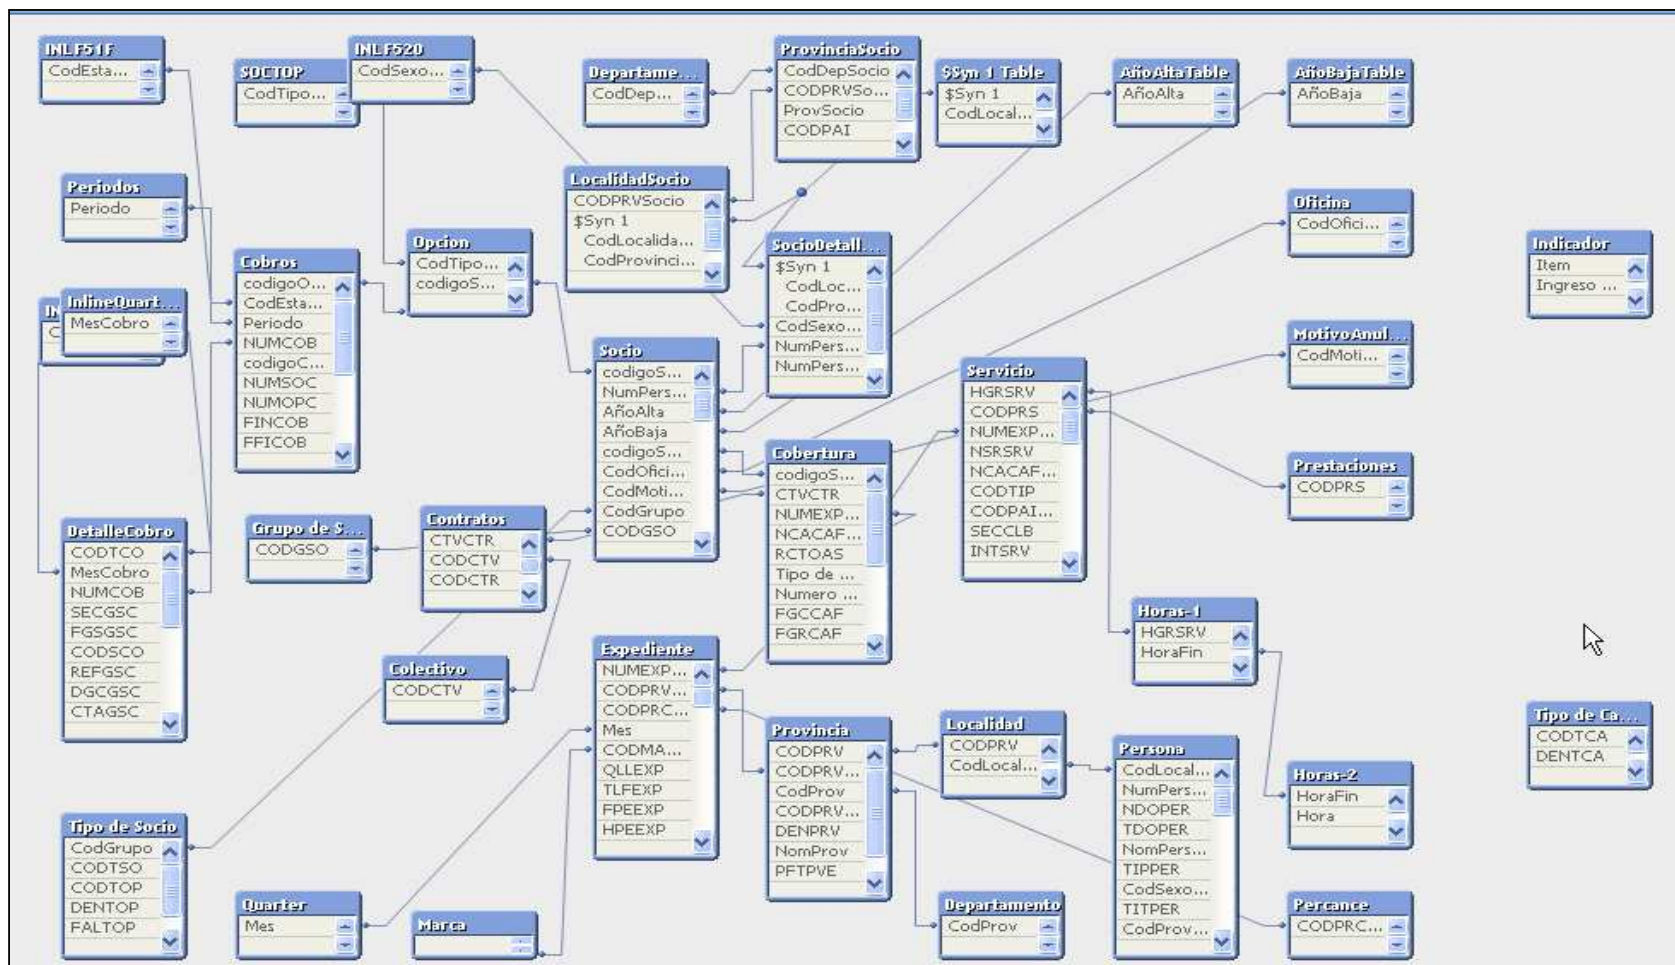 INLF51F
CodEsta...
SOCTOP
CodTipo...
INLF520
CodSexo...
Departame...
CodDep...
ProvinciaSocio
CodDepSocio
CODPRVSo...
ProvSocio
CODPAI
$Syn 1 Table
$Syn 1
CodLocal...
AñoAltaTable
AñoAlta
AñoBajaTable
AñoBaja
Periodos
Periodo
LocalidadSocio
CODPRVSocio
$Syn 1
CodLocalida...
CodProvinci...
Oficina
CodOfici...
Indicador
Item
Ingreso ...
Cobros
codigoO...
CodEsta...
Periodo
NUMCOB
codigoC...
NUMSOC
NUMOPC
FINCOB
FFICOB
Opcion
CodTipo...
codigoS...
SocioDetall...
$Syn 1
CodLoc...
CodPro...
CodSexo...
NumPers...
NumPers...
InlineQuart...
MesCobro
Socio
codigoS...
NumPers...
AñoAlta
AñoBaja
codigoS...
CodOfici...
CodMoti...
CodGrupo
CODGSO
Servicio
HGRSRV
CODPRS
NUMEXP...
NSRSRV
NCACAF...
CODTIP
CODPAI...
SECCLB
INTSRV
MotivoAnul...
CodMoti...
Cobertura
codigoS...
CTVCTR
NUMEXP...
NCACAF...
RCTOAS
Tipo de ...
Numero ...
FGCCAF
FGRCAF
Prestaciones
CODPRS
DetalleCobro
CODTCO
MesCobro
NUMCOB
SECGSC
FGSGSC
CODSCO
REFGSC
DGCGSC
CTAGSC
Grupo de S...
CODGSO
Contratos
CTVCTR
CODCTV
CODCTR
Colectivo
CODCTV
Expediente
NUMEXP...
CODPRV...
CODPRC...
Mes
CODMA...
QLLEXP
TLFEXP
FPEEXP
HPEEXP
Horas-1
HGRSRV
HoraFin
Provincia
CODPRV
CODPRV...
CodProv
CODPRV...
DENPRV
NomProv
PFTPVE
Localidad
CODPRV
CodLocal...
Persona
CodLocal...
NumPers...
NDOPER
TDOPER
NomPers...
TIPPER
CodSexo...
TITPER
CodProv...
Horas-2
HoraFin
Hora
Tipo de Ca...
CODTCA
DENTCA
Tipo de Socio
CodGrupo
CODTSO
CODTOP
DENTOP
FALTOP
Quarter
Mes
Marca
Departamento
CodProv
Percance
CODPRC...